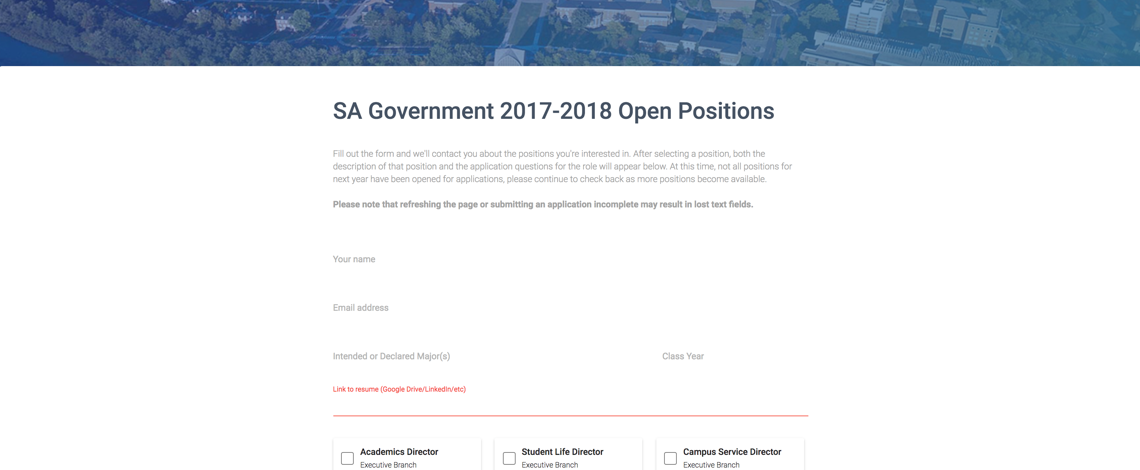 SA Government 2017-2018 Open Positions
Fill out the form and we'll contact you about the positions you're interested in. After selecting a position, both the
description of that position and the application questions for the role will appear below. At this time, not all positions for
next year have been opened for applications, please continue to check back as more positions become available.
Please note that refreshing the page or submitting an application incomplete may result in lost text fields.
Your name
Email address
Intended or Declared Major(s) Class Year
Link to resume (Google Drive/LinkedIn/etc)
Academics Director Student Life Director Campus Service Director
Executive Branch Executive Branch Executive Branch